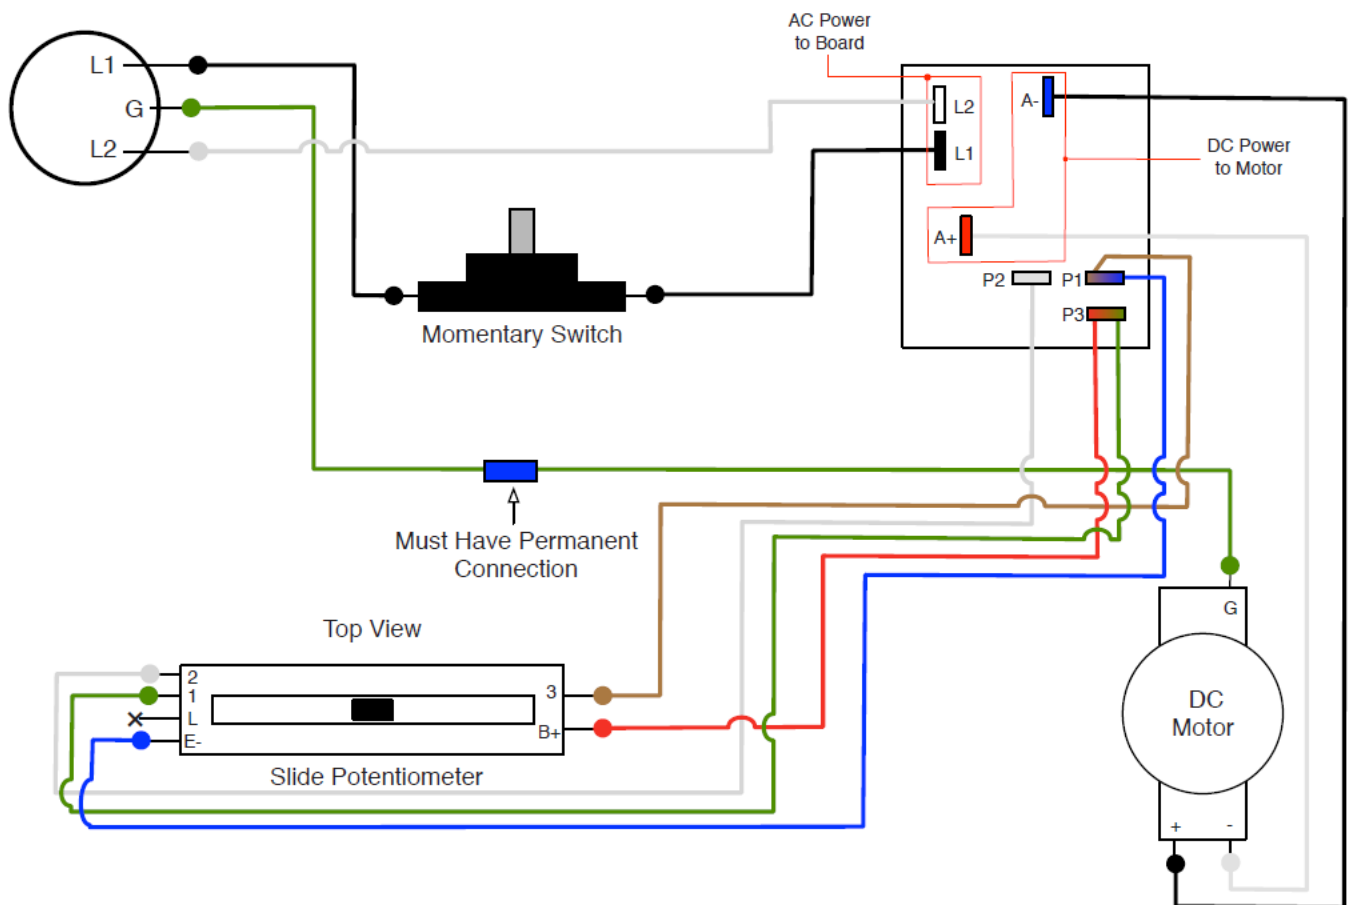 AC Power
to Board
L1
G
L2
L2
L1
A-
DC Power
to Motor
A+
P2
P1
P3
Momentary Switch
Must Have Permanent
Connection
Top View
2
1
L
E-
3
B+
Slide Potentiometer
G
DC
Motor
+
-